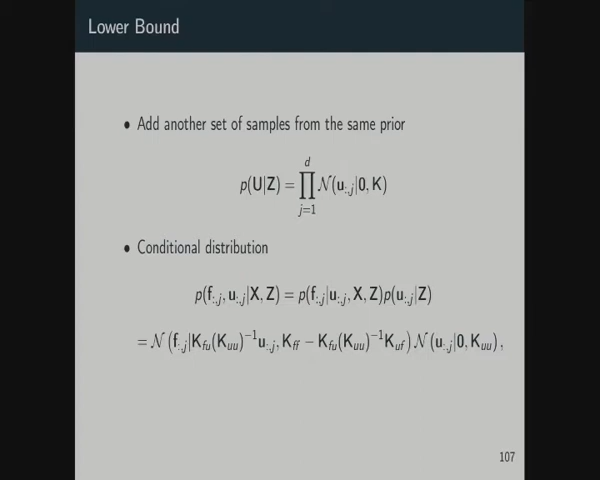 Lower Bound
• Add another set of samples from the same prior
p(U|Z) = ∏_{j=1}^{d} 𝒩(u_{:,j}|0, K)
• Conditional distribution
p(f_{:,j}, u_{:,j}|X, Z) = p(f_{:,j}|u_{:,j}, X, Z)p(u_{:,j}|Z)
= 𝒩 (f_{:,j}|K_{fu}(K_{uu})^{−1}u_{:,j}, K_{ff} − K_{fu}(K_{uu})^{−1}K_{uf}) 𝒩 (u_{:,j}|0, K_{uu}) ,
107